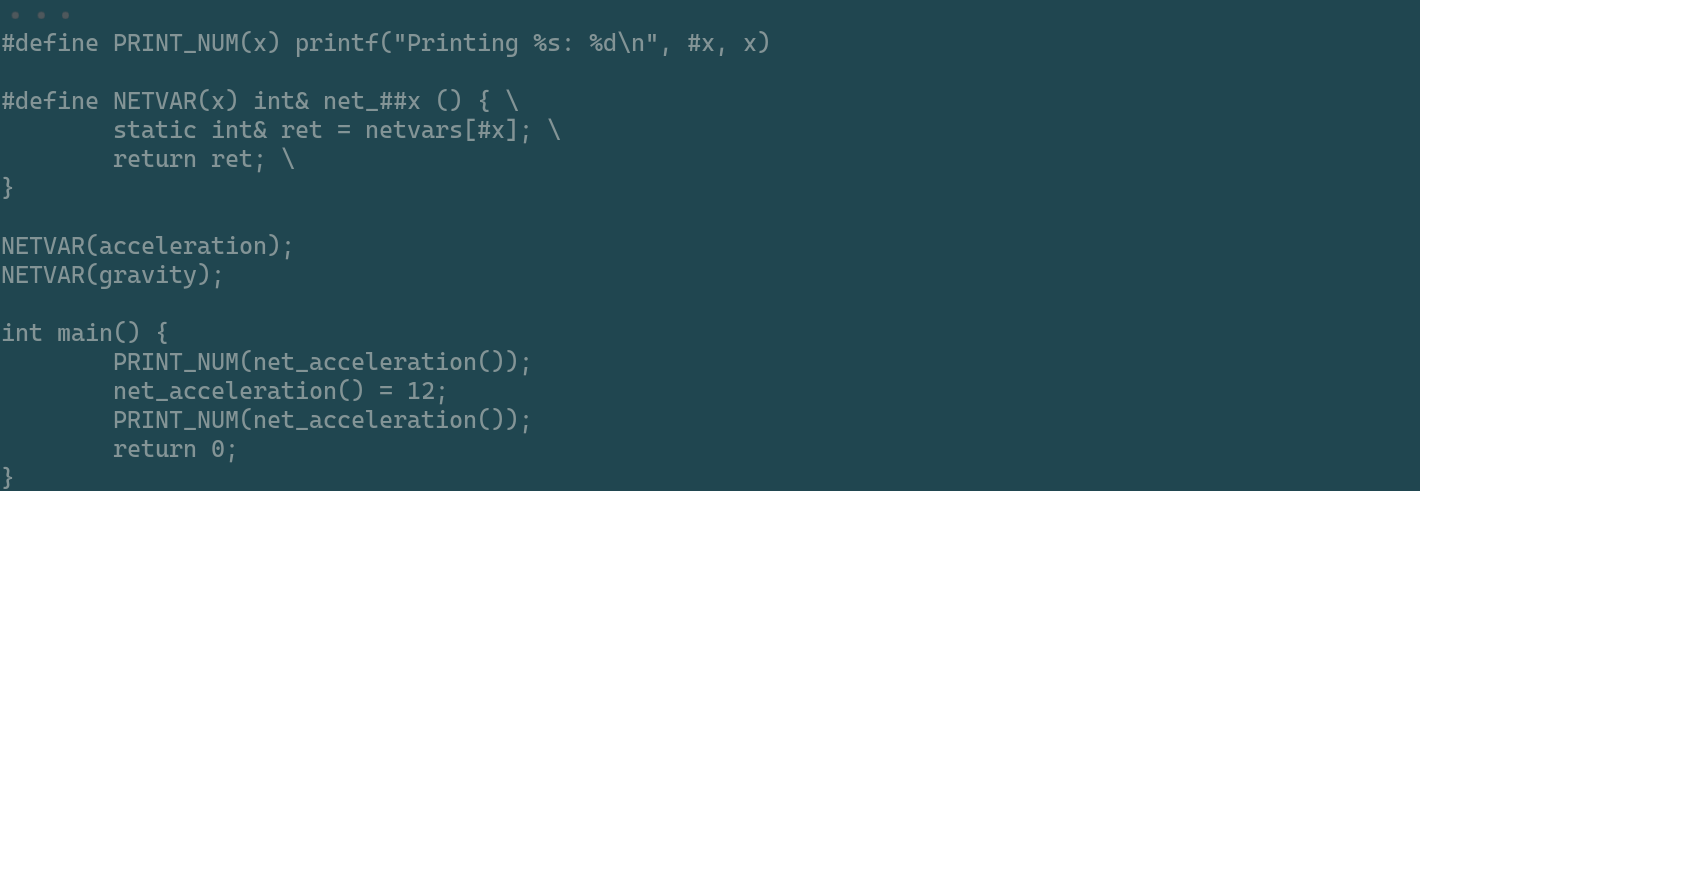 #define PRINT_NUM(x) printf("Printing %s: %d\n", #x, x)

#define NETVAR(x) int& net_##x () { \
        static int& ret = netvars[#x]; \
        return ret; \
}

NETVAR(acceleration);
NETVAR(gravity);

int main() {
        PRINT_NUM(net_acceleration());
        net_acceleration() = 12;
        PRINT_NUM(net_acceleration());
        return 0;
}